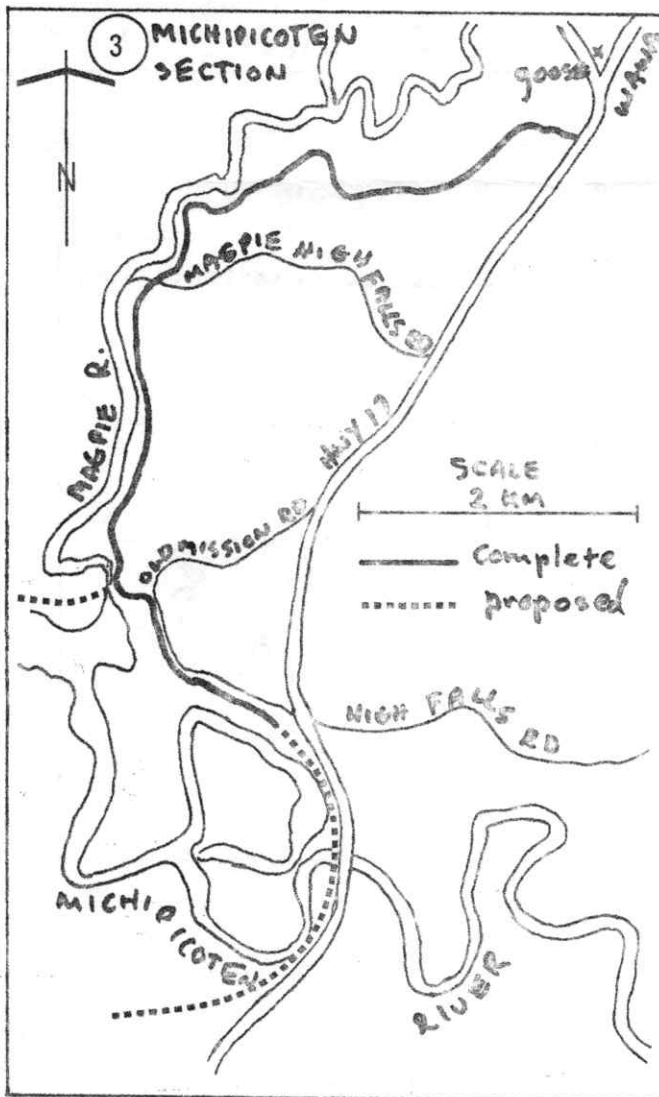 3 MICHIPICOTEN
SECTION
goose
x
WAWA
N
MAGPIE HIGH
FALLS RD
MAGPIE R.
HWY 17
SCALE
2 KM
OLD MISSION RD
Complete
proposed
HIGH FALLS
RD
MICHIPICOTEN
RIVER